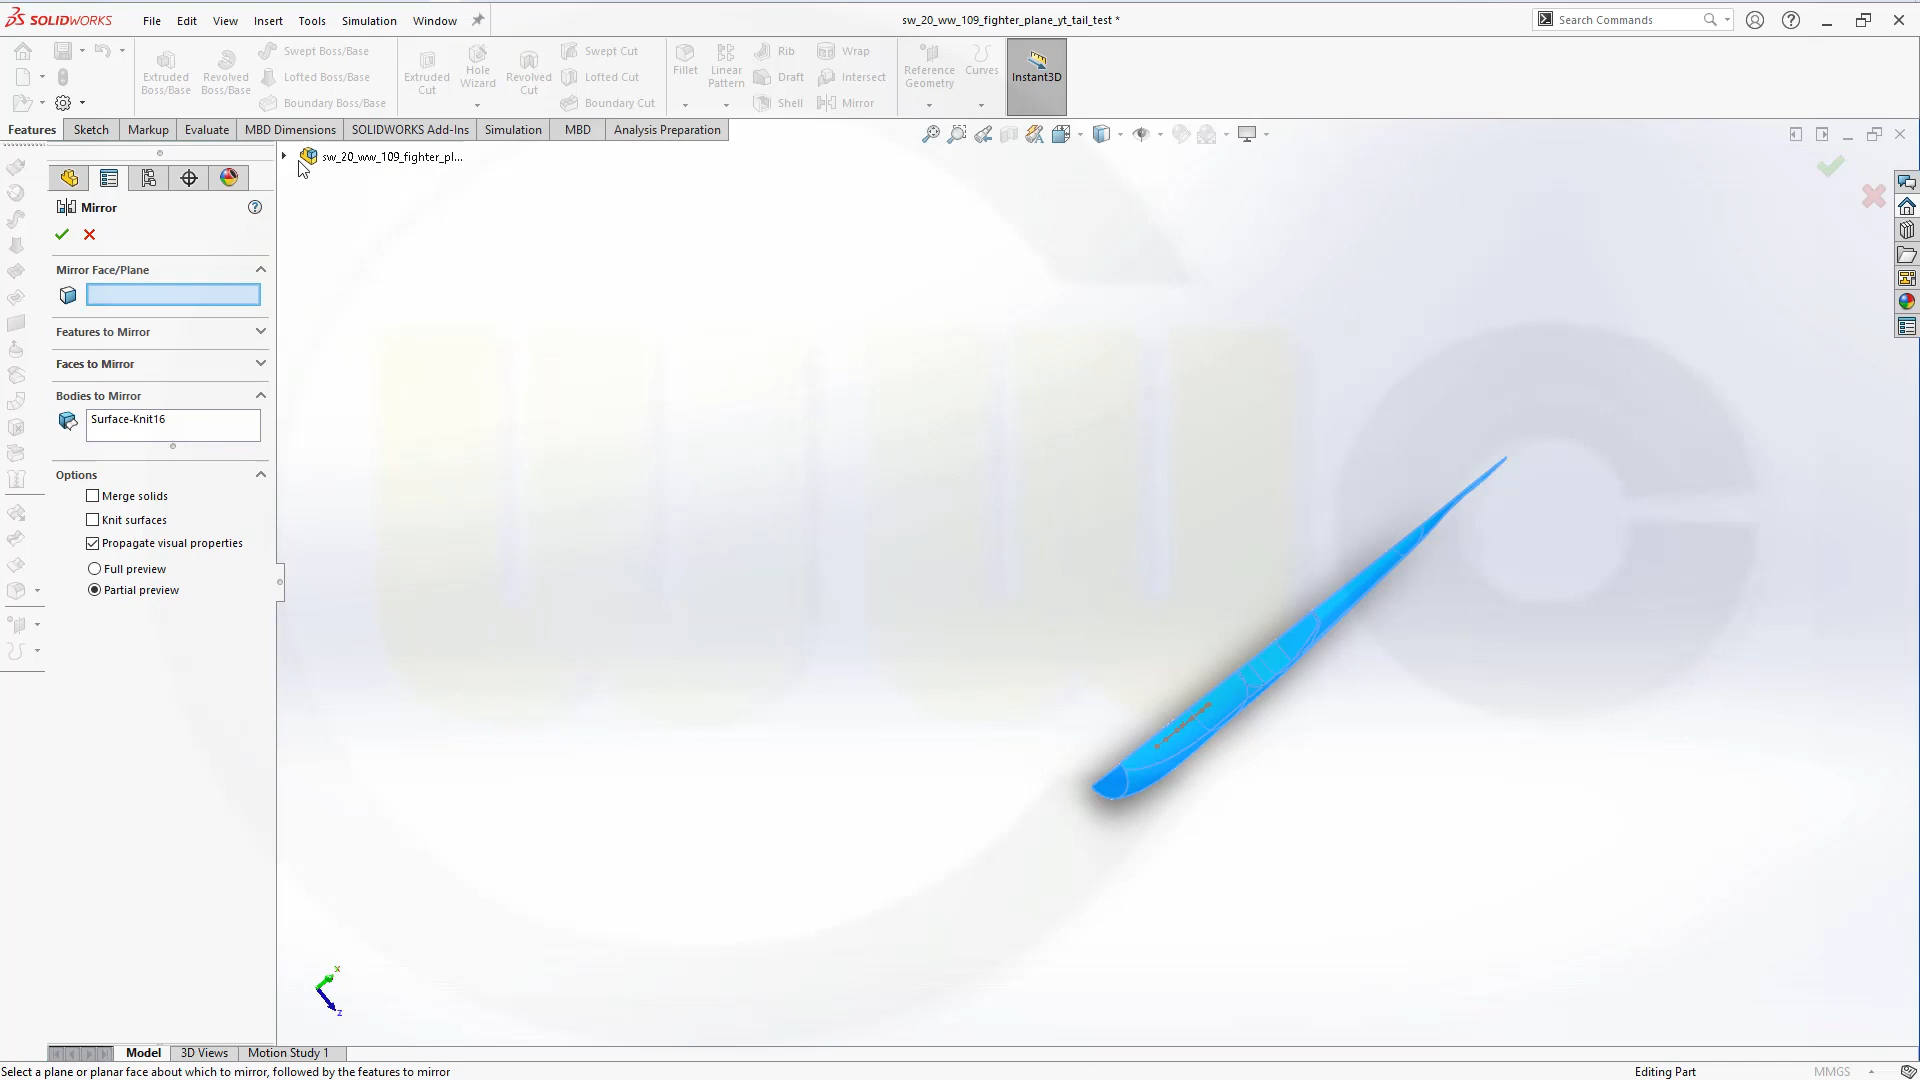 SOLIDWORKS File Edit View Insert Tools Simulation Window sw_20_ww_109_fighter_plane_yt_tail_test * Search Commands
Extruded Boss/Base
Revolved Boss/Base
Swept Boss/Base
Lofted Boss/Base
Boundary Boss/Base
Extruded Cut
Hole Wizard
Revolved Cut
Swept Cut
Lofted Cut
Boundary Cut
Fillet
Linear Pattern
Rib
Draft
Shell
Wrap
Intersect
Mirror
Reference Geometry
Curves
Instant3D
Features Sketch Markup Evaluate MBD Dimensions SOLIDWORKS Add-Ins Simulation MBD Analysis Preparation
sw_20_ww_109_fighter_pl...
Mirror
Mirror Face/Plane
Features to Mirror
Faces to Mirror
Bodies to Mirror
Surface-Knit16
Options
Merge solids
Knit surfaces
Propagate visual properties
Full preview
Partial preview
x
z
Model 3D Views Motion Study 1
Select a plane or planar face about which to mirror, followed by the features to mirror Editing Part MMGS